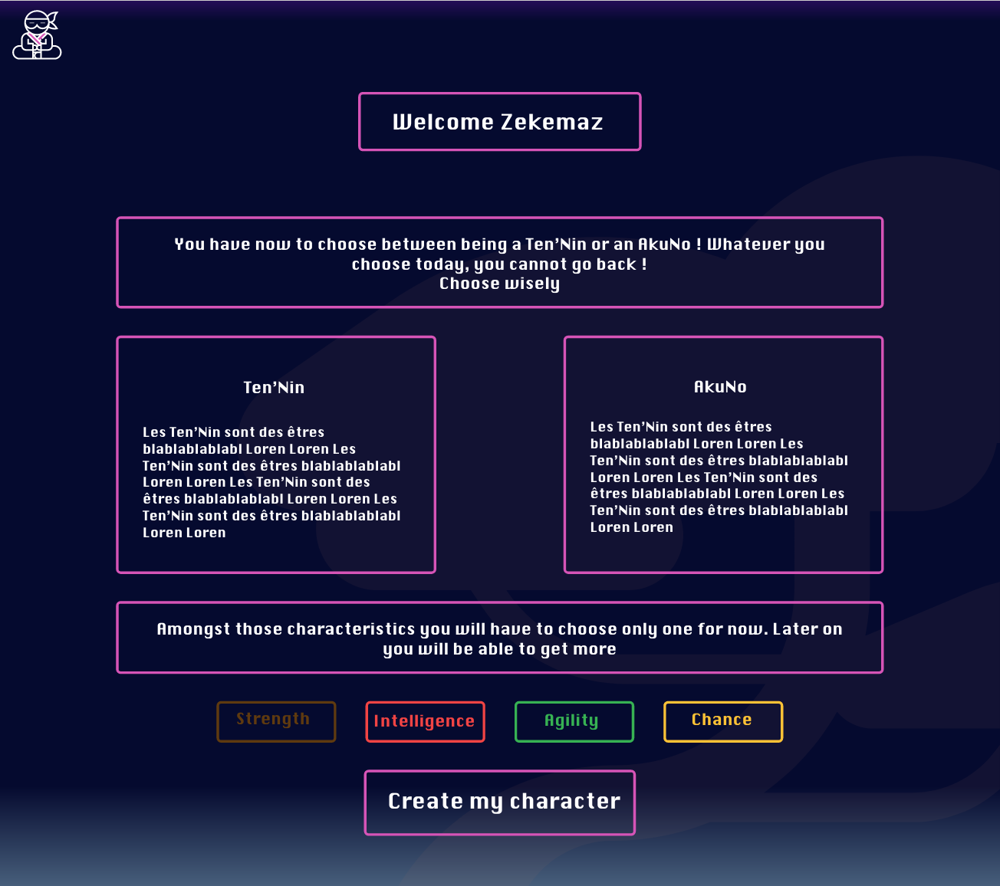 Welcome Zekemaz
You have now to choose between being a Ten'Nin or an AkuNo ! Whatever you
choose today, you cannot go back !
Choose wisely
Ten'Nin
Les Ten'Nin sont des êtres
blablablablabl Loren Loren Les
Ten'Nin sont des êtres blablablablabl
Loren Loren Les Ten'Nin sont des
êtres blablablablabl Loren Loren Les
Ten'Nin sont des êtres blablablablabl
Loren Loren
AkuNo
Les Ten'Nin sont des êtres
blablablablabl Loren Loren Les
Ten'Nin sont des êtres blablablablabl
Loren Loren Les Ten'Nin sont des
êtres blablablablabl Loren Loren Les
Ten'Nin sont des êtres blablablablabl
Loren Loren
Amongst those characteristics you will have to choose only one for now. Later on
you will be able to get more
Strength
Intelligence
Agility
Chance
Create my character